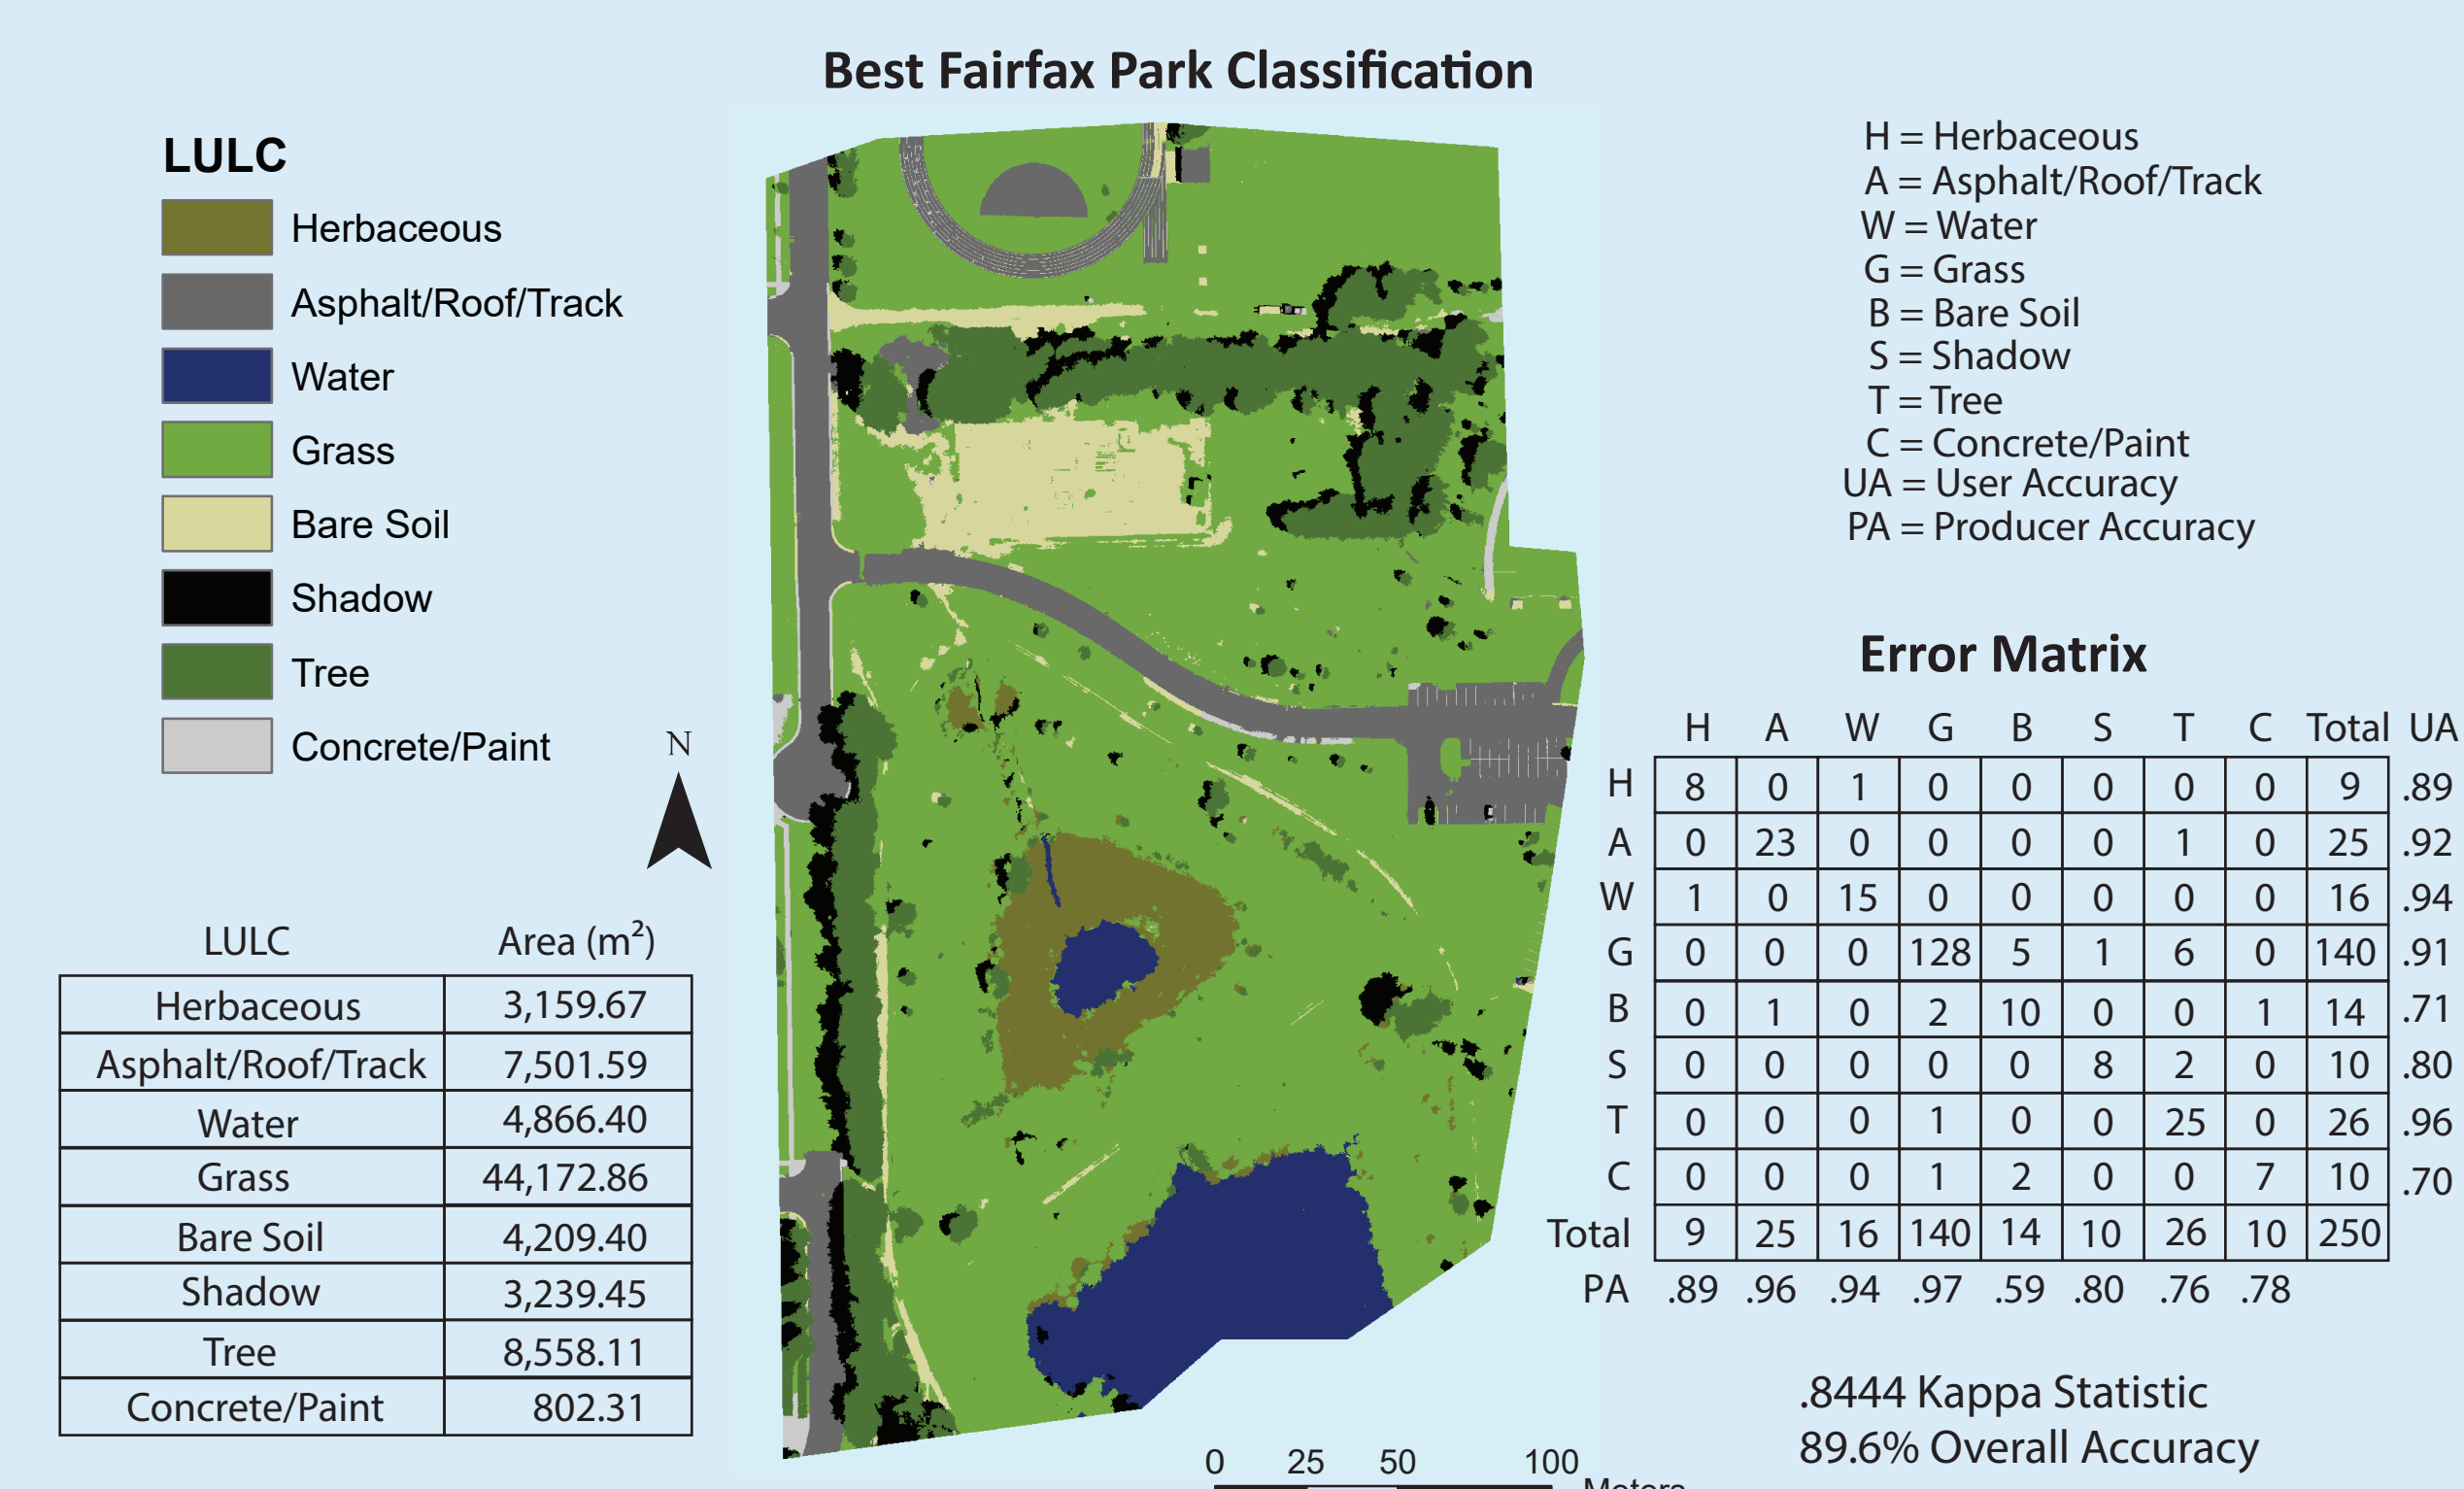 Best Fairfax Park Classification
LULC
Herbaceous
Asphalt/Roof/Track
Water
Grass
Bare Soil
Shadow
Tree
Concrete/Paint
N
LULC Area (m²)
Herbaceous 3,159.67
Asphalt/Roof/Track 7,501.59
Water 4,866.40
Grass 44,172.86
Bare Soil 4,209.40
Shadow 3,239.45
Tree 8,558.11
Concrete/Paint 802.31
H = Herbaceous
A = Asphalt/Roof/Track
W = Water
G = Grass
B = Bare Soil
S = Shadow
T = Tree
C = Concrete/Paint
UA = User Accuracy
PA = Producer Accuracy
Error Matrix
H A W G B S T C Total UA
H 8 0 1 0 0 0 0 0 9 .89
A 0 23 0 0 0 0 1 0 25 .92
W 1 0 15 0 0 0 0 0 16 .94
G 0 0 0 128 5 1 6 0 140 .91
B 0 1 0 2 10 0 0 1 14 .71
S 0 0 0 0 0 8 2 0 10 .80
T 0 0 0 1 0 0 25 0 26 .96
C 0 0 0 1 2 0 0 7 10 .70
Total 9 25 16 140 14 10 26 10 250
PA .89 .96 .94 .97 .59 .80 .76 .78
.8444 Kappa Statistic
89.6% Overall Accuracy
0 25 50 100
Meters